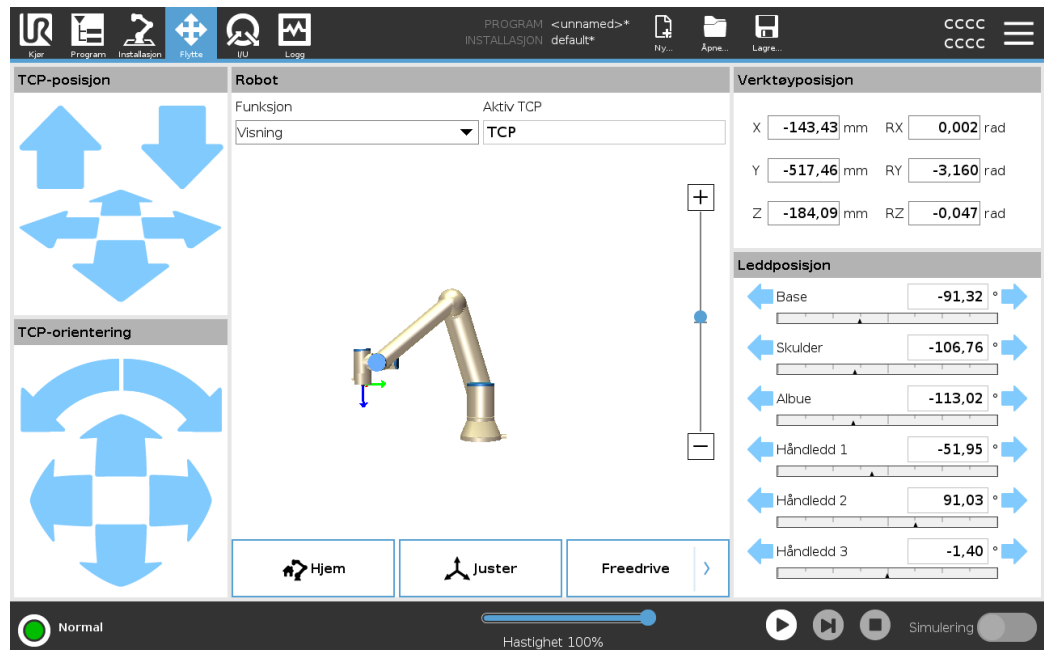 UR
Kjør
Program
Installasjon
Flytte
I/U
Logg
PROGRAM <unnamed>*
INSTALLASJON default*
Ny...
Åpne...
Lagre...
CCCC
CCCC
TCP-posisjon
Robot
Verktøyposisjon
Funksjon
Aktiv TCP
Visning
TCP
X -143,43 mm RX 0,002 rad
Y -517,46 mm RY -3,160 rad
Z -184,09 mm RZ -0,047 rad
+
−
Leddposisjon
Base -91,32 °
Skulder -106,76 °
Albue -113,02 °
Håndledd 1 -51,95 °
Håndledd 2 91,03 °
Håndledd 3 -1,40 °
TCP-orientering
Hjem
Juster
Freedrive
Normal
Hastighet 100%
Simulering